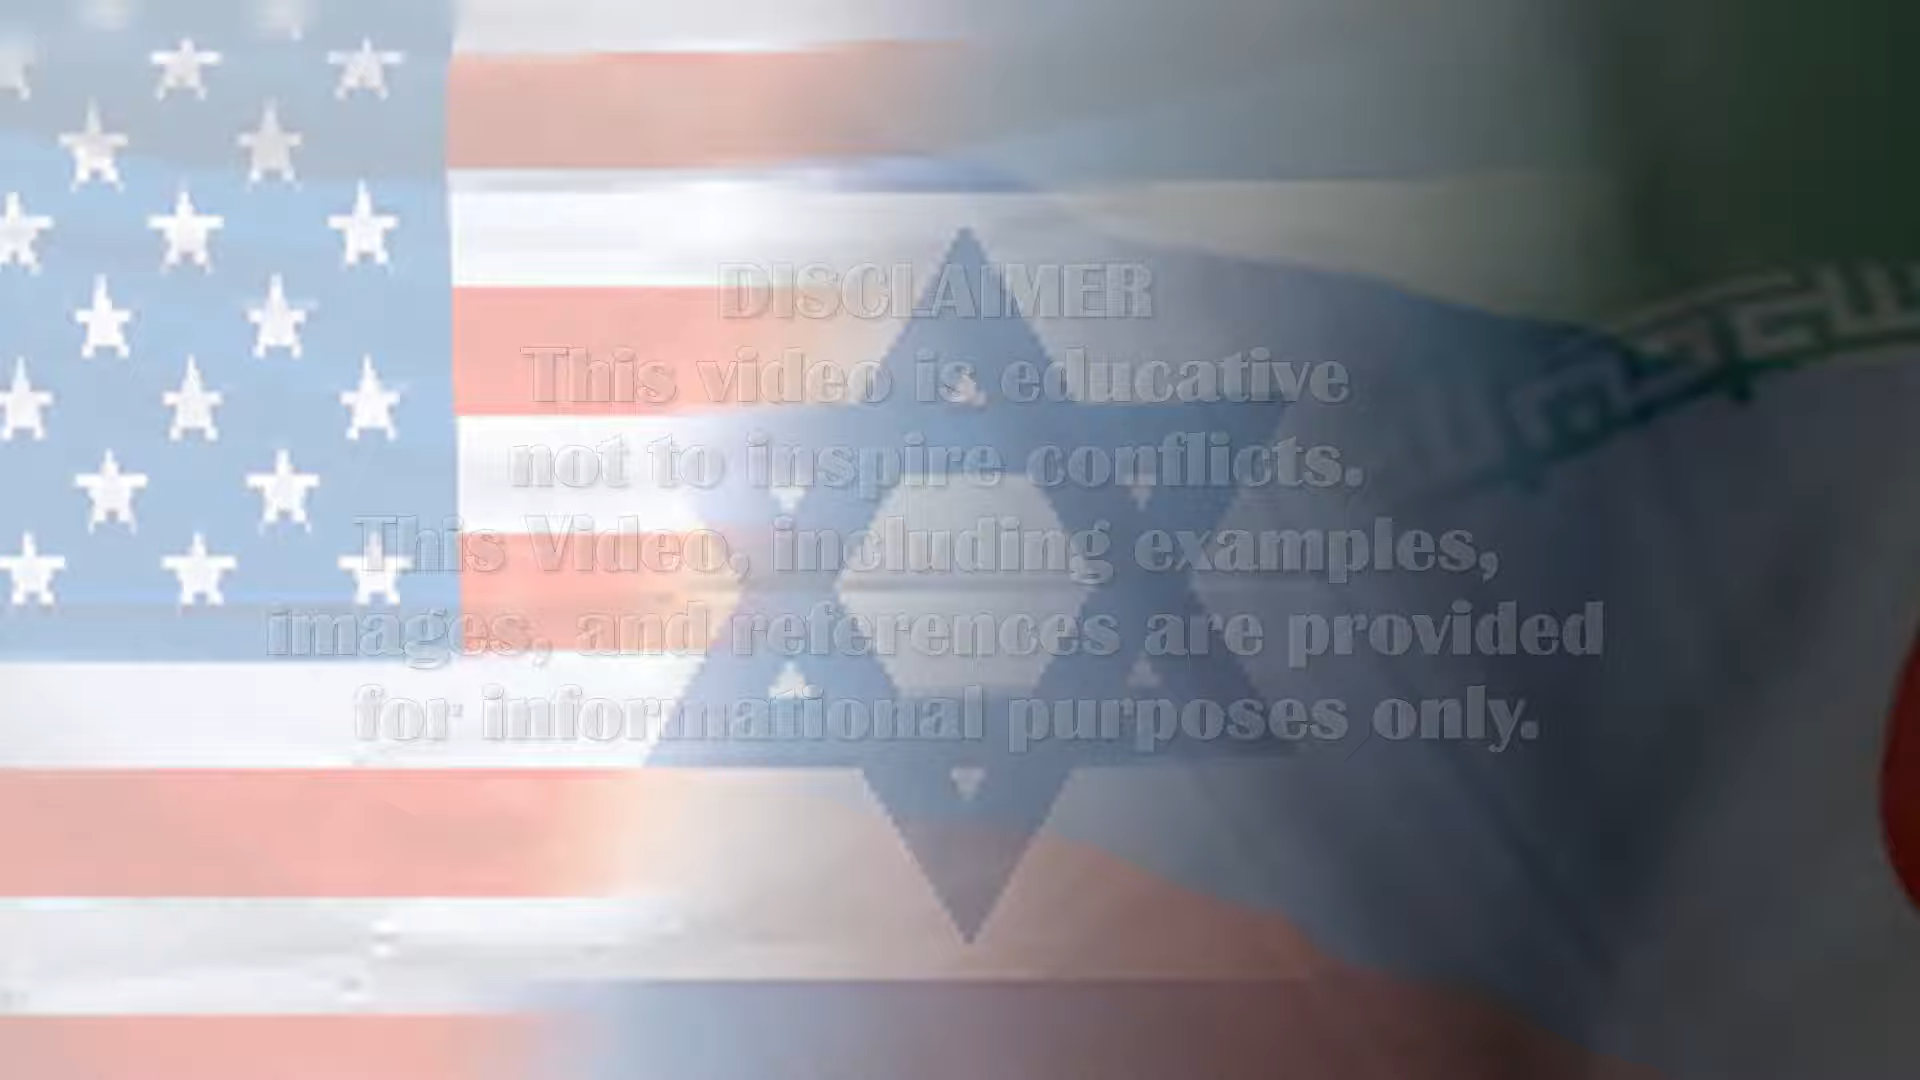 DISCLAIMER
This video is educative
not to inspire conflicts.
This Video, including examples,
images, and references are provided
for informational purposes only.